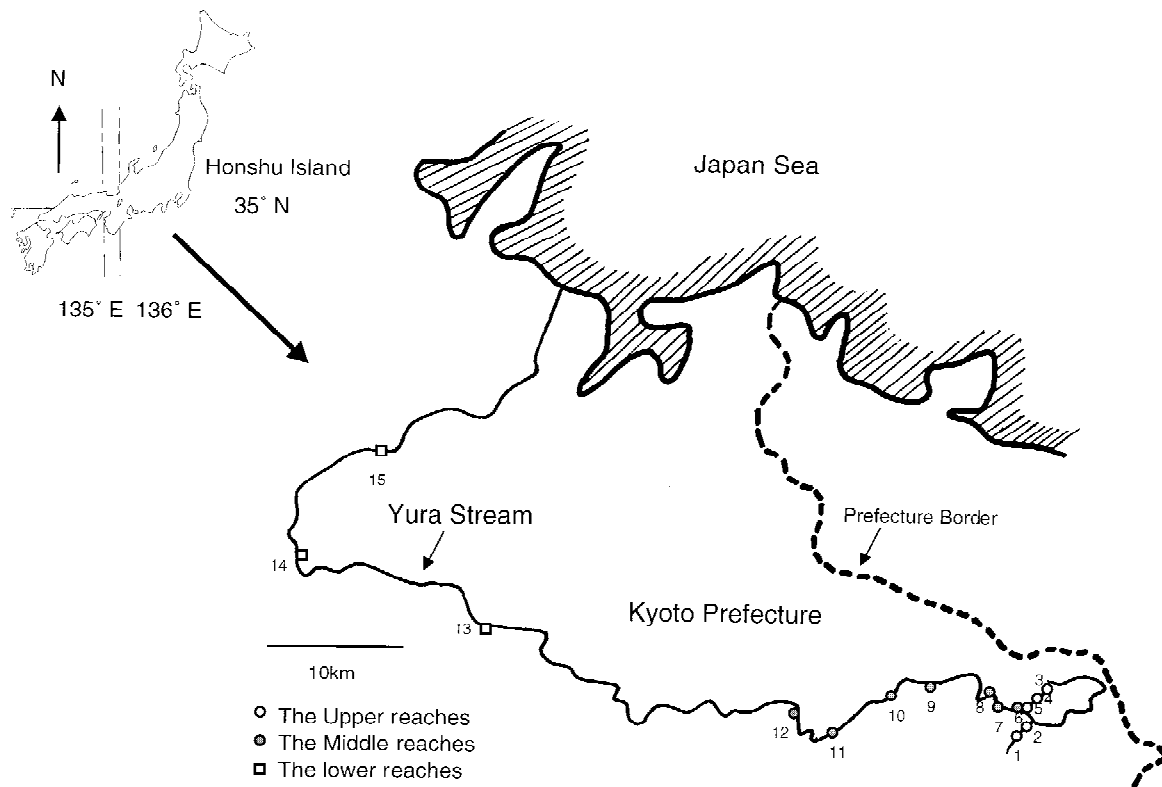 N
Honshu Island
35° N
135° E 136° E
Japan Sea
15
Yura Stream
Prefecture Border
14
13
Kyoto Prefecture
10km
3
4
5
6
7
8
9
10
11
12
2
1
The Upper reaches
The Middle reaches
The lower reaches